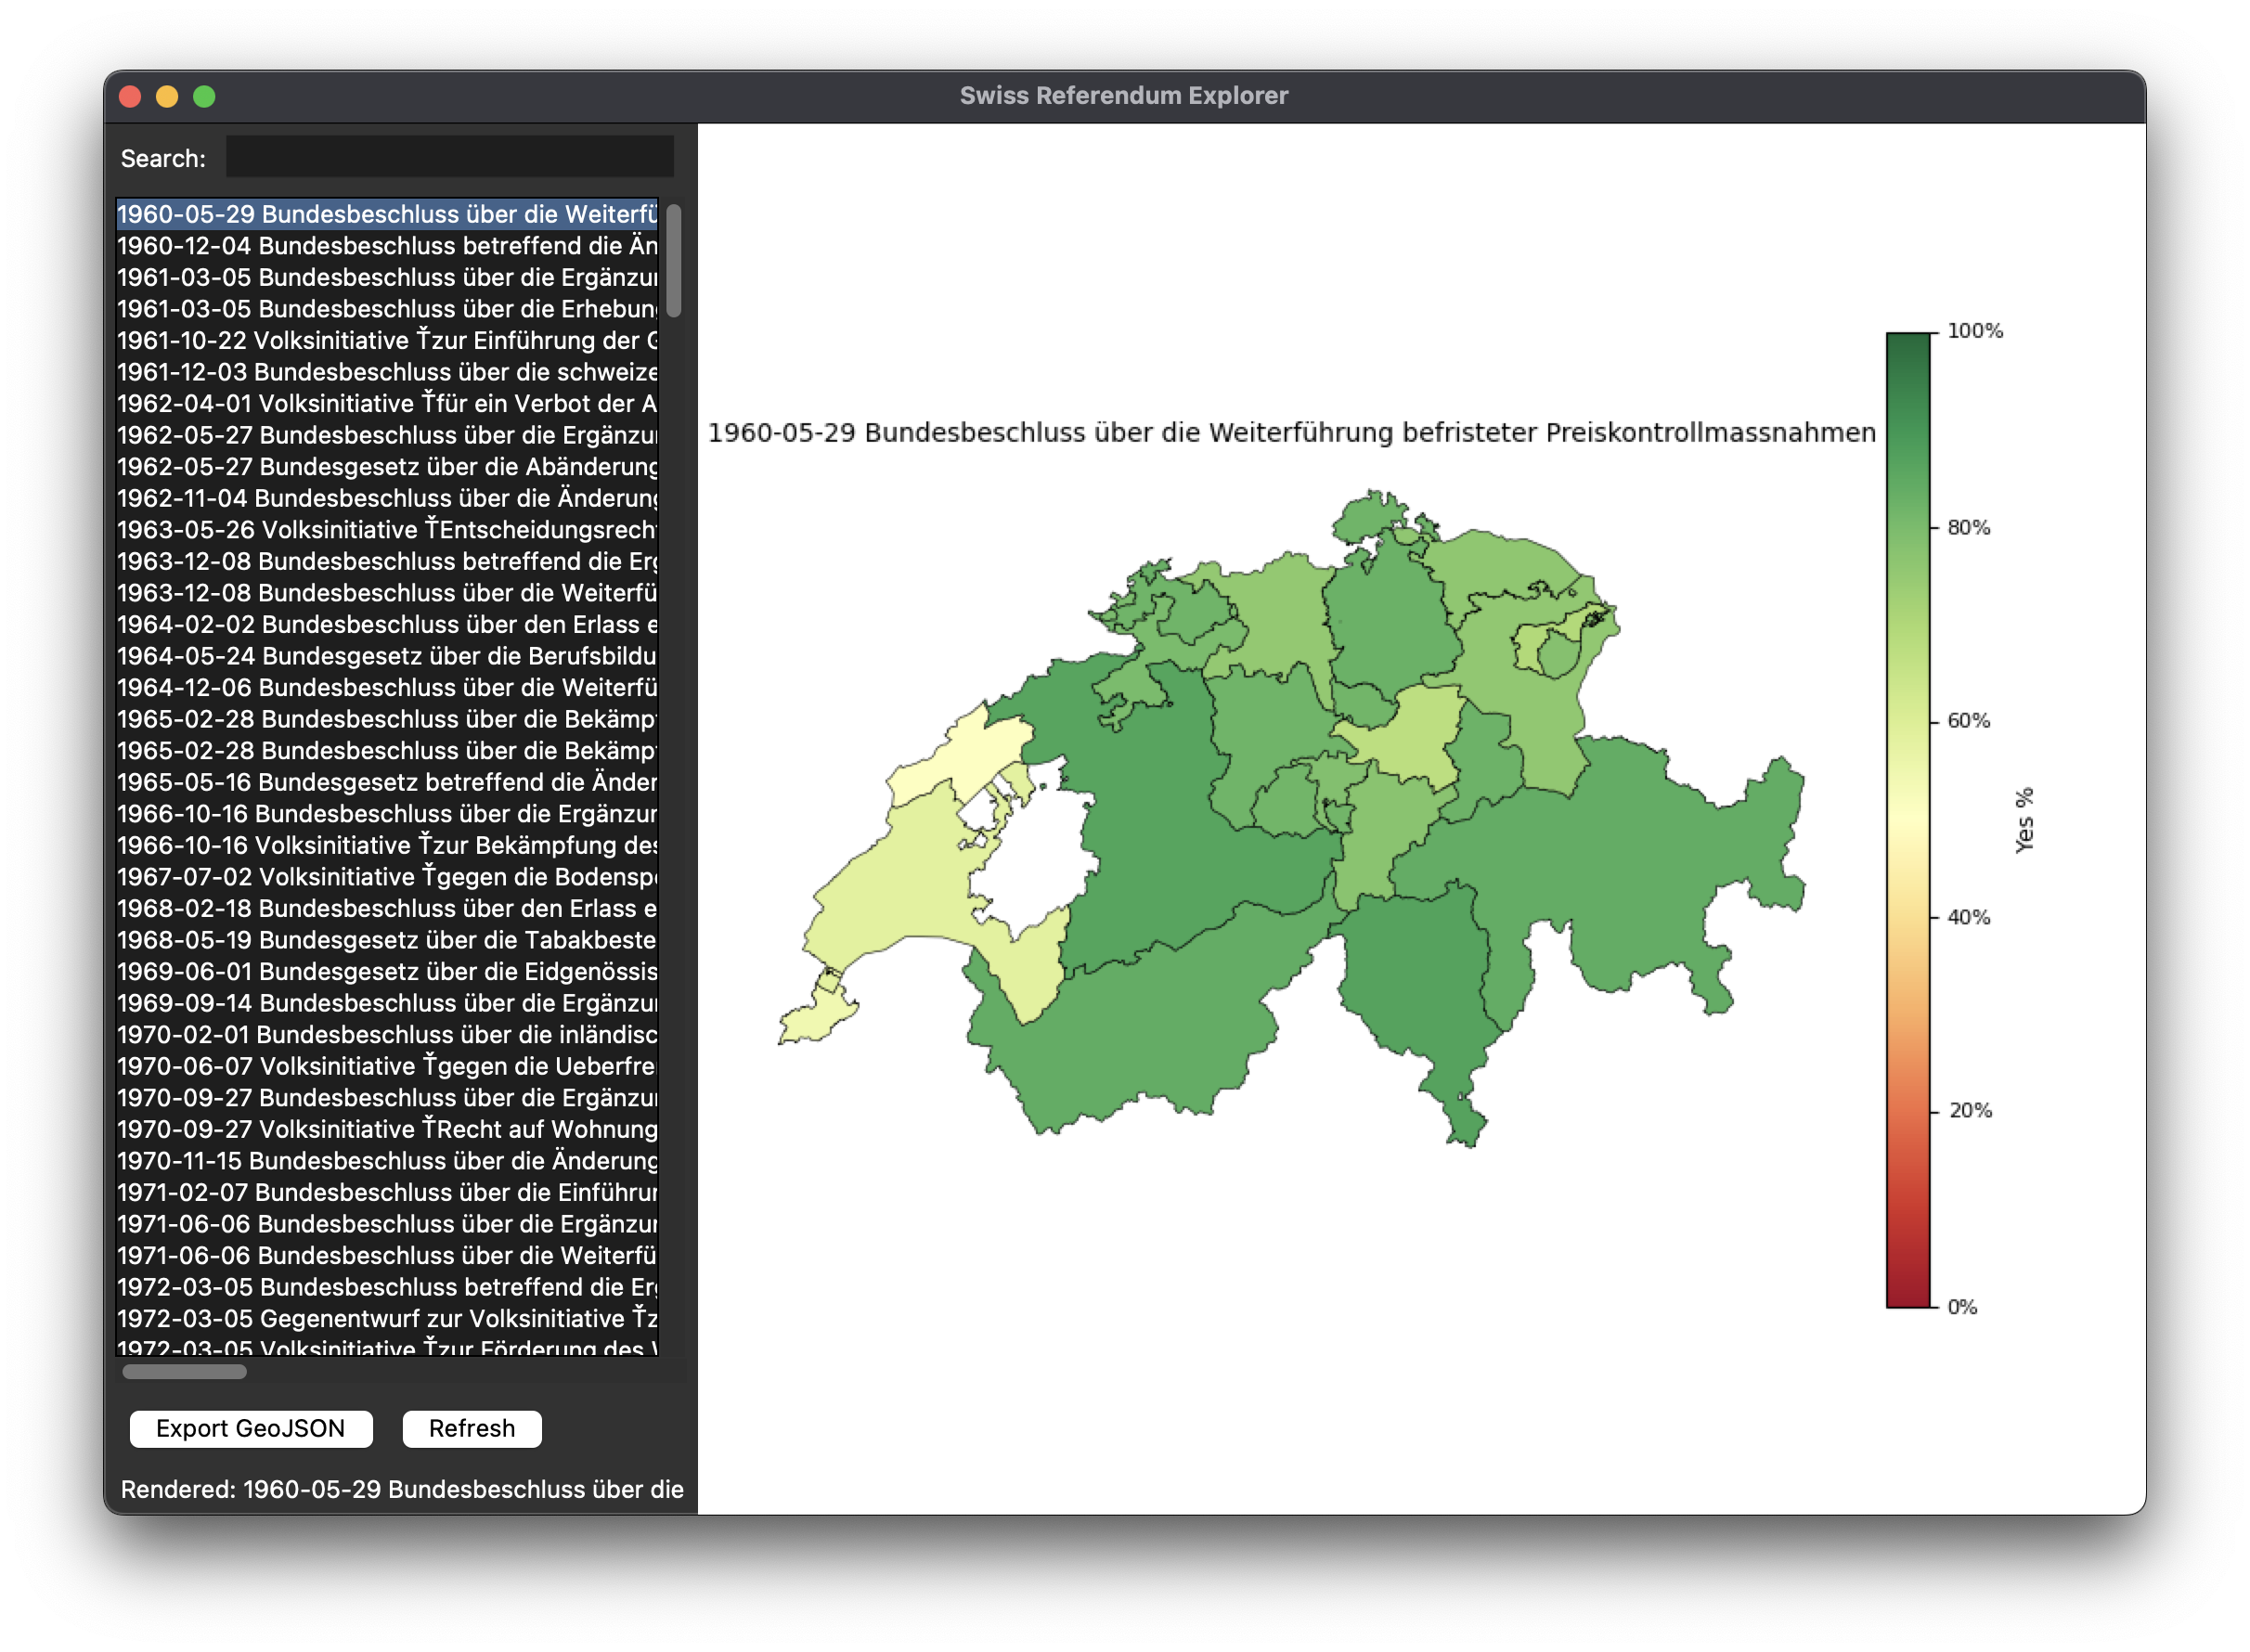 Swiss Referendum Explorer
Search:
1960-05-29 Bundesbeschluss über die Weiterfü
1960-12-04 Bundesbeschluss betreffend die Än
1961-03-05 Bundesbeschluss über die Ergänzu
1961-03-05 Bundesbeschluss über die Erhebung
1961-10-22 Volksinitiative Ťzur Einführung der G
1961-12-03 Bundesbeschluss über die schweize
1962-04-01 Volksinitiative Ťfür ein Verbot der A
1962-05-27 Bundesbeschluss über die Ergänzu
1962-05-27 Bundesgesetz über die Abänderung
1962-11-04 Bundesbeschluss über die Änderung
1963-05-26 Volksinitiative ŤEntscheidungsrech
1963-12-08 Bundesbeschluss betreffend die Erg
1963-12-08 Bundesbeschluss über die Weiterfü
1964-02-02 Bundesbeschluss über den Erlass e
1964-05-24 Bundesgesetz über die Berufsbildu
1964-12-06 Bundesbeschluss über die Weiterfü
1965-02-28 Bundesbeschluss über die Bekämp
1965-02-28 Bundesbeschluss über die Bekämp
1965-05-16 Bundesgesetz betreffend die Änder
1966-10-16 Bundesbeschluss über die Ergänzur
1966-10-16 Volksinitiative Ťzur Bekämpfung des
1967-07-02 Volksinitiative Ťgegen die Bodenspe
1968-02-18 Bundesbeschluss über den Erlass e
1968-05-19 Bundesgesetz über die Tabakbeste
1969-06-01 Bundesgesetz über die Eidgenössis
1969-09-14 Bundesbeschluss über die Ergänzu
1970-02-01 Bundesbeschluss über die inländisc
1970-06-07 Volksinitiative Ťgegen die Ueberfre
1970-09-27 Bundesbeschluss über die Ergänzu
1970-09-27 Volksinitiative ŤRecht auf Wohnung
1970-11-15 Bundesbeschluss über die Änderung
1971-02-07 Bundesbeschluss über die Einführur
1971-06-06 Bundesbeschluss über die Ergänzur
1971-06-06 Bundesbeschluss über die Weiterfü
1972-03-05 Bundesbeschluss betreffend die Erg
1972-03-05 Gegenentwurf zur Volksinitiative Ťz
1972-03-05 Volksinitiative Ťzur Förderung des W
Export GeoJSON
Refresh
Rendered: 1960-05-29 Bundesbeschluss über die
1960-05-29 Bundesbeschluss über die Weiterführung befristeter Preiskontrollmassnahmen
100%
80%
60%
40%
20%
0%
Yes %